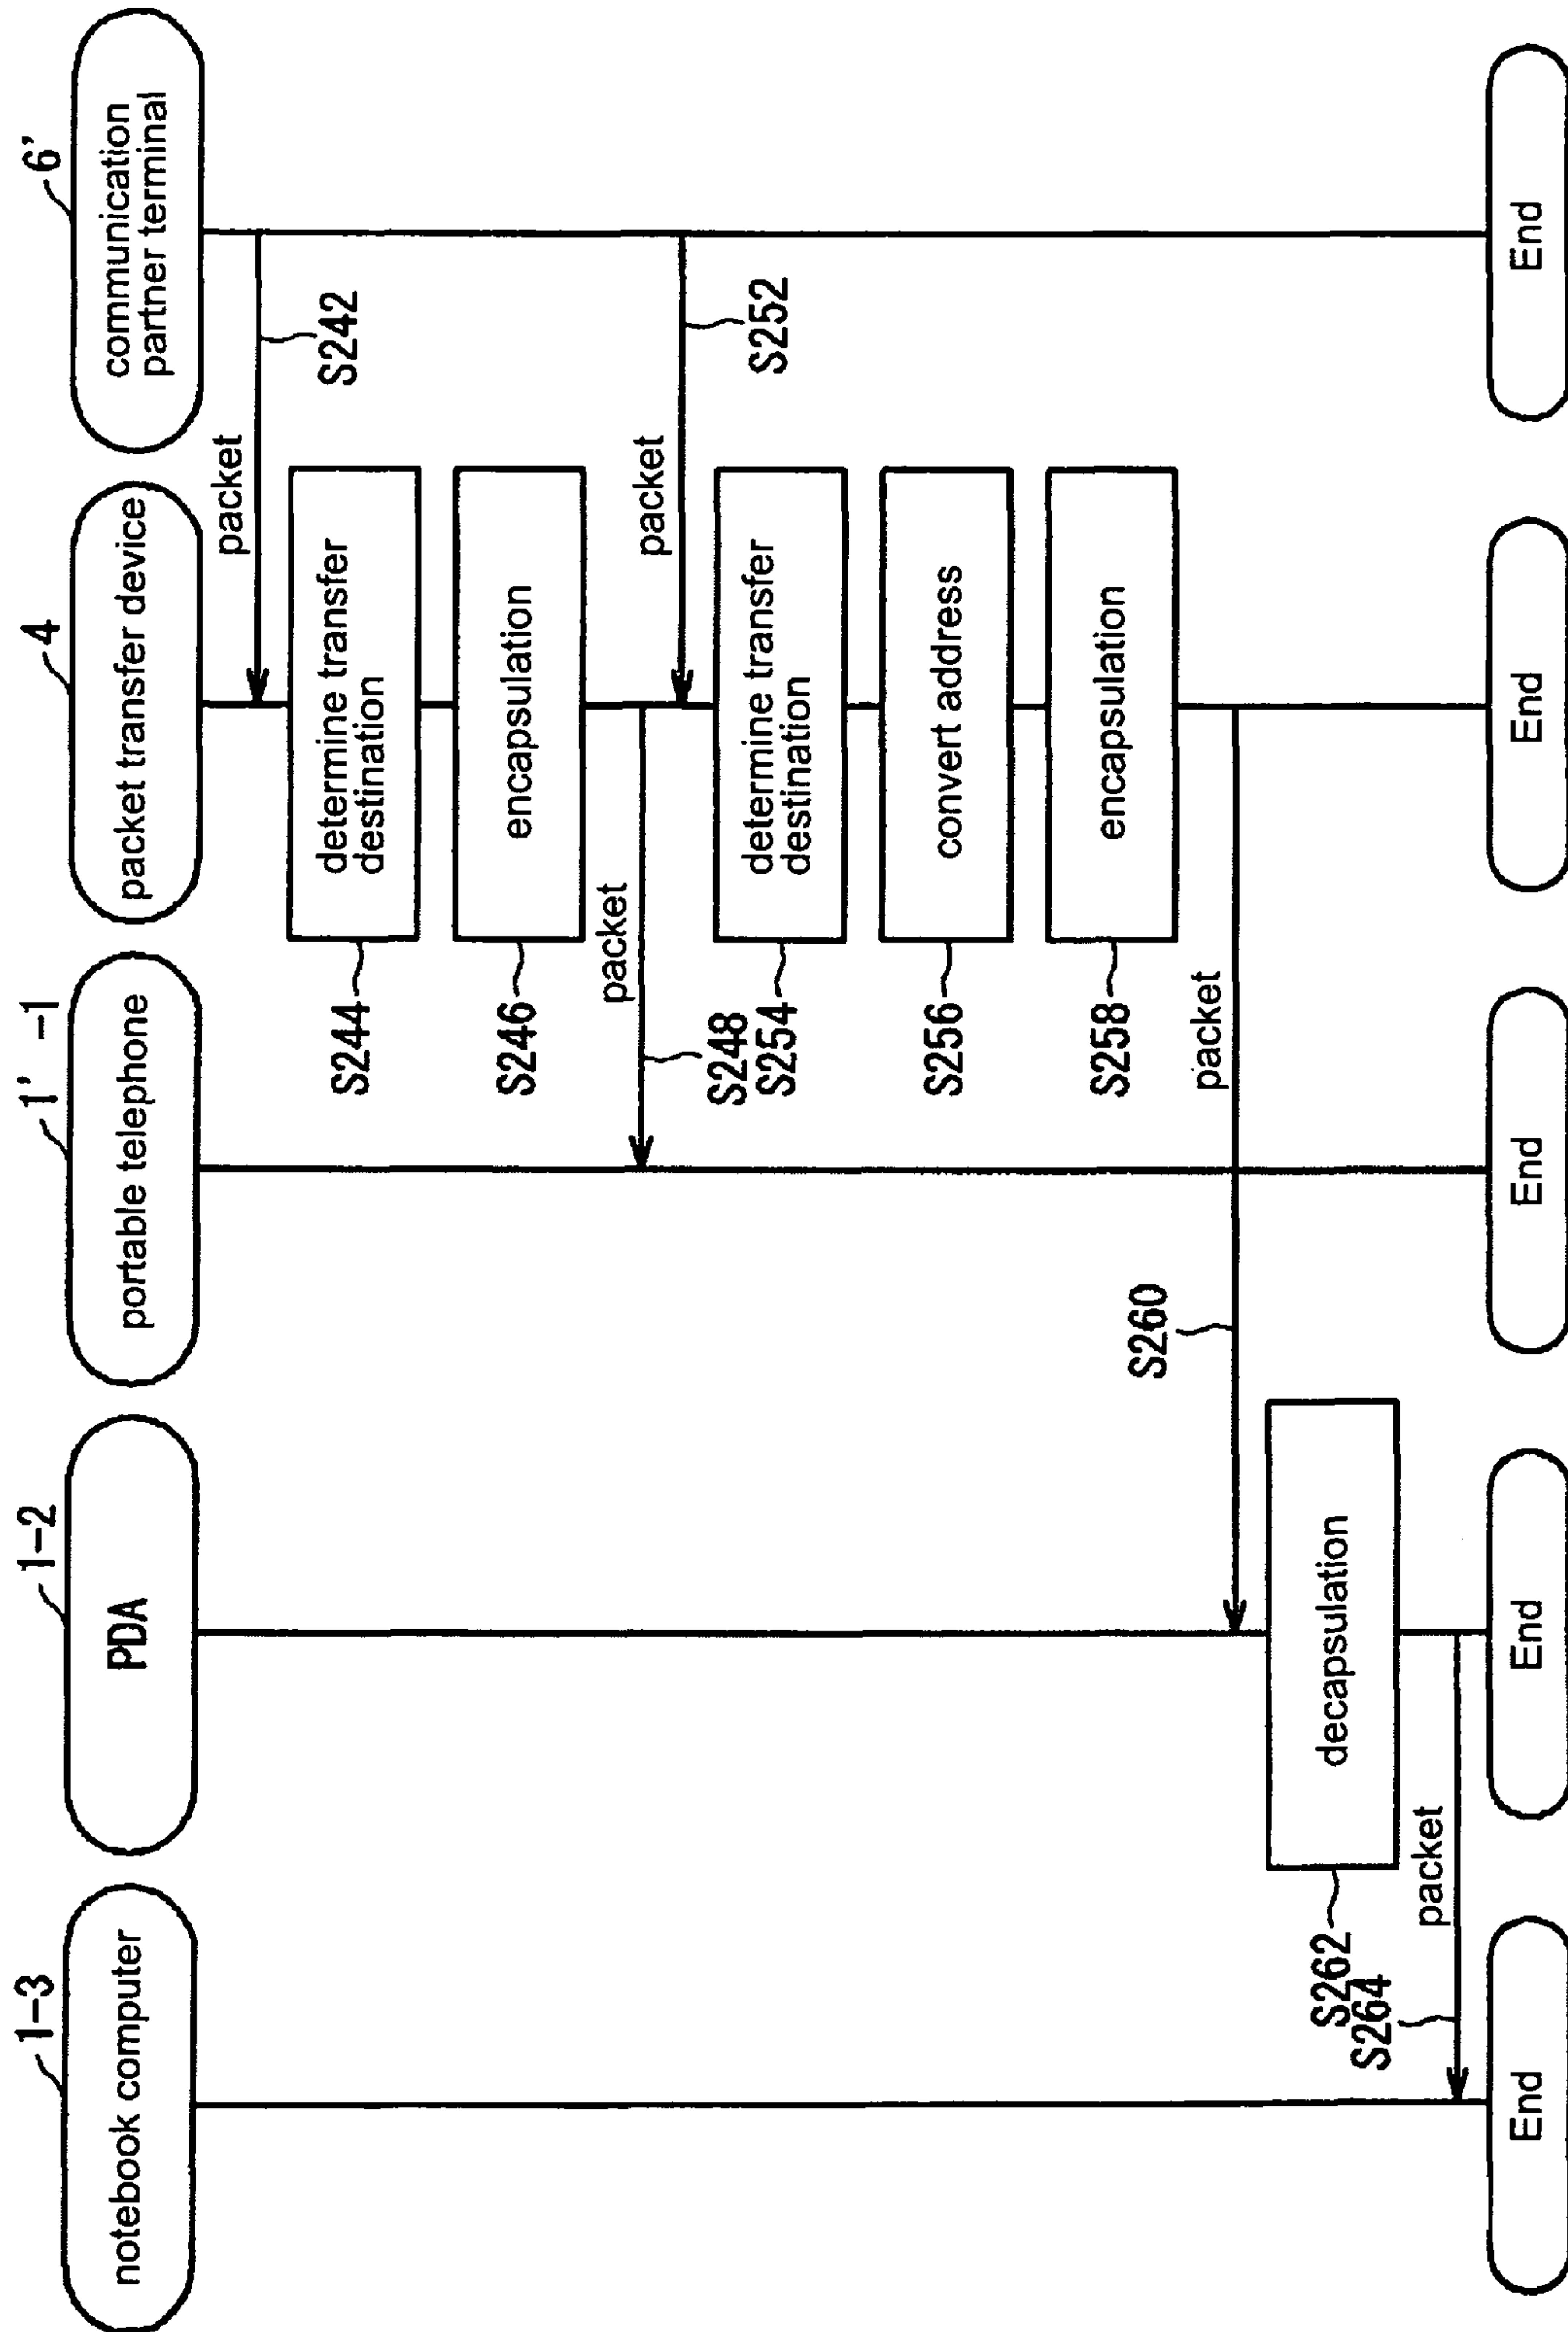 1-3
1-2
1'-1
4
6'
notebook computer
PDA
portable telephone
packet transfer device
communication
partner terminal
packet
S242
determine transfer
destination
S244
encapsulation
S246
packet
S248
packet
S252
determine transfer
destination
S254
convert address
S256
encapsulation
S258
packet
S260
decapsulation
S262
packet
S264
End
End
End
End
End